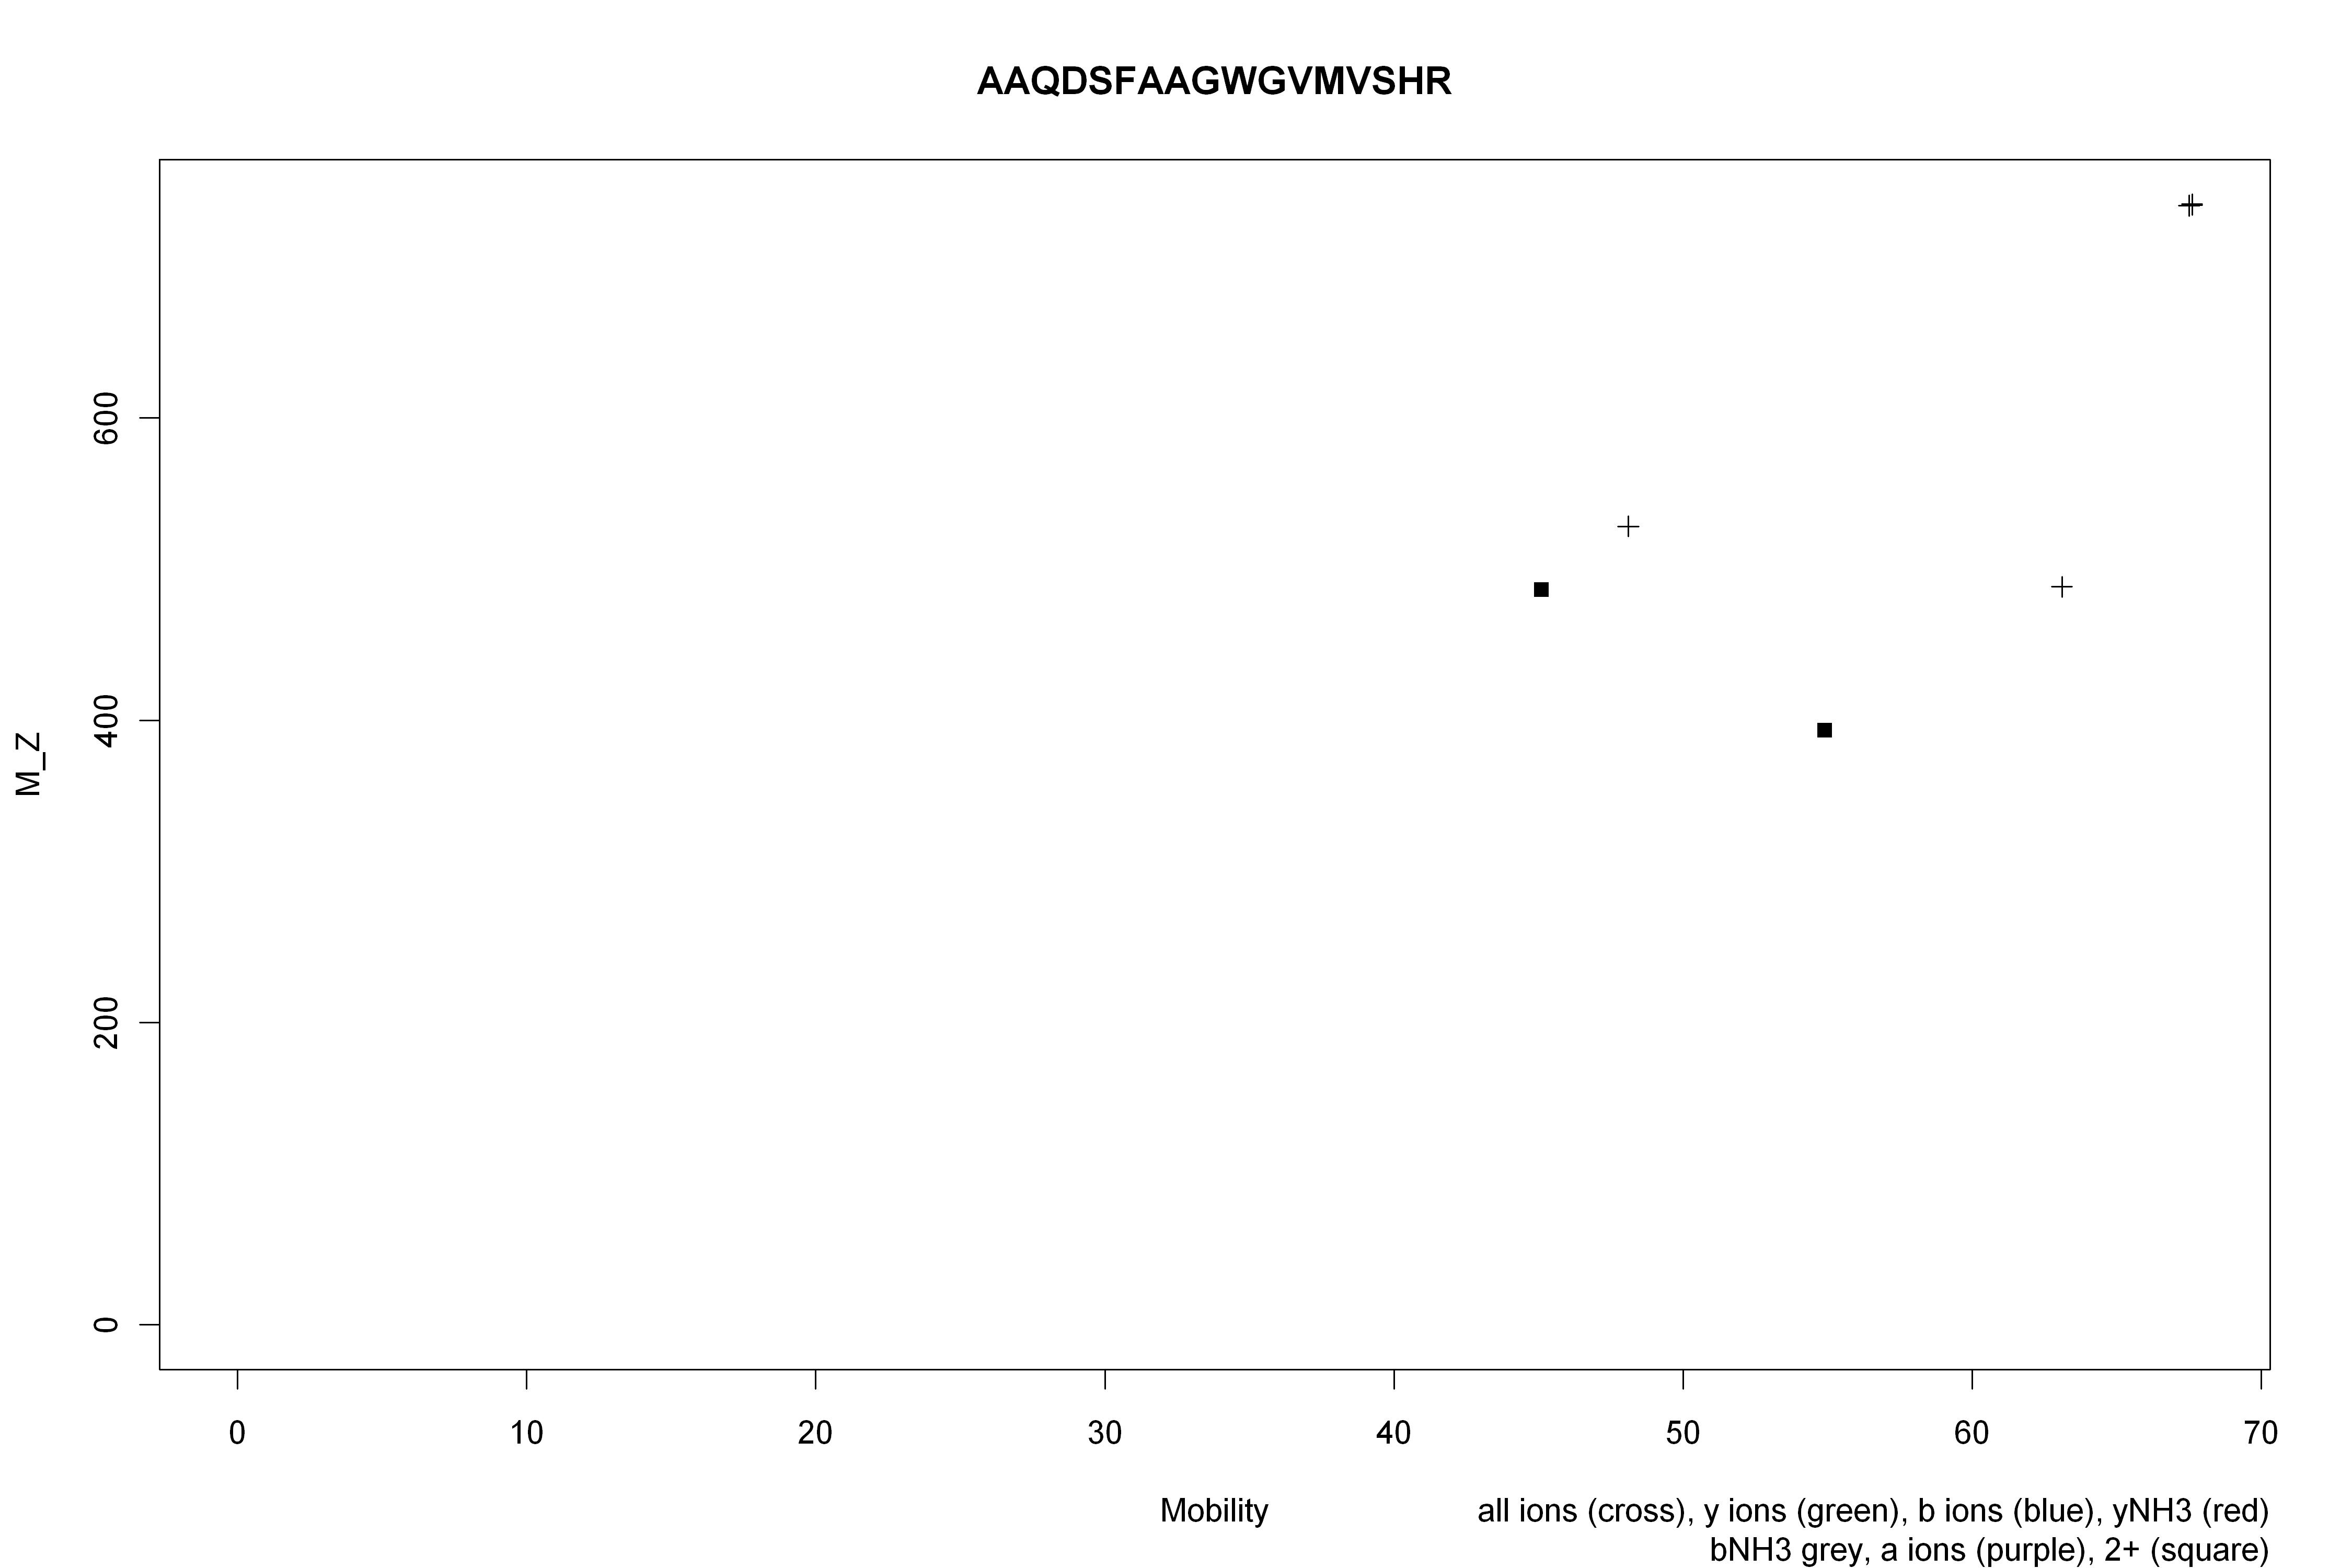 AAQDSFAAGWGVMVSHR
600
400
200
0
M_Z
0 10 20 30 40 50 60 70
Mobility
all ions (cross), y ions (green), b ions (blue), yNH3 (red)
bNH3 grey, a ions (purple), 2+ (square)